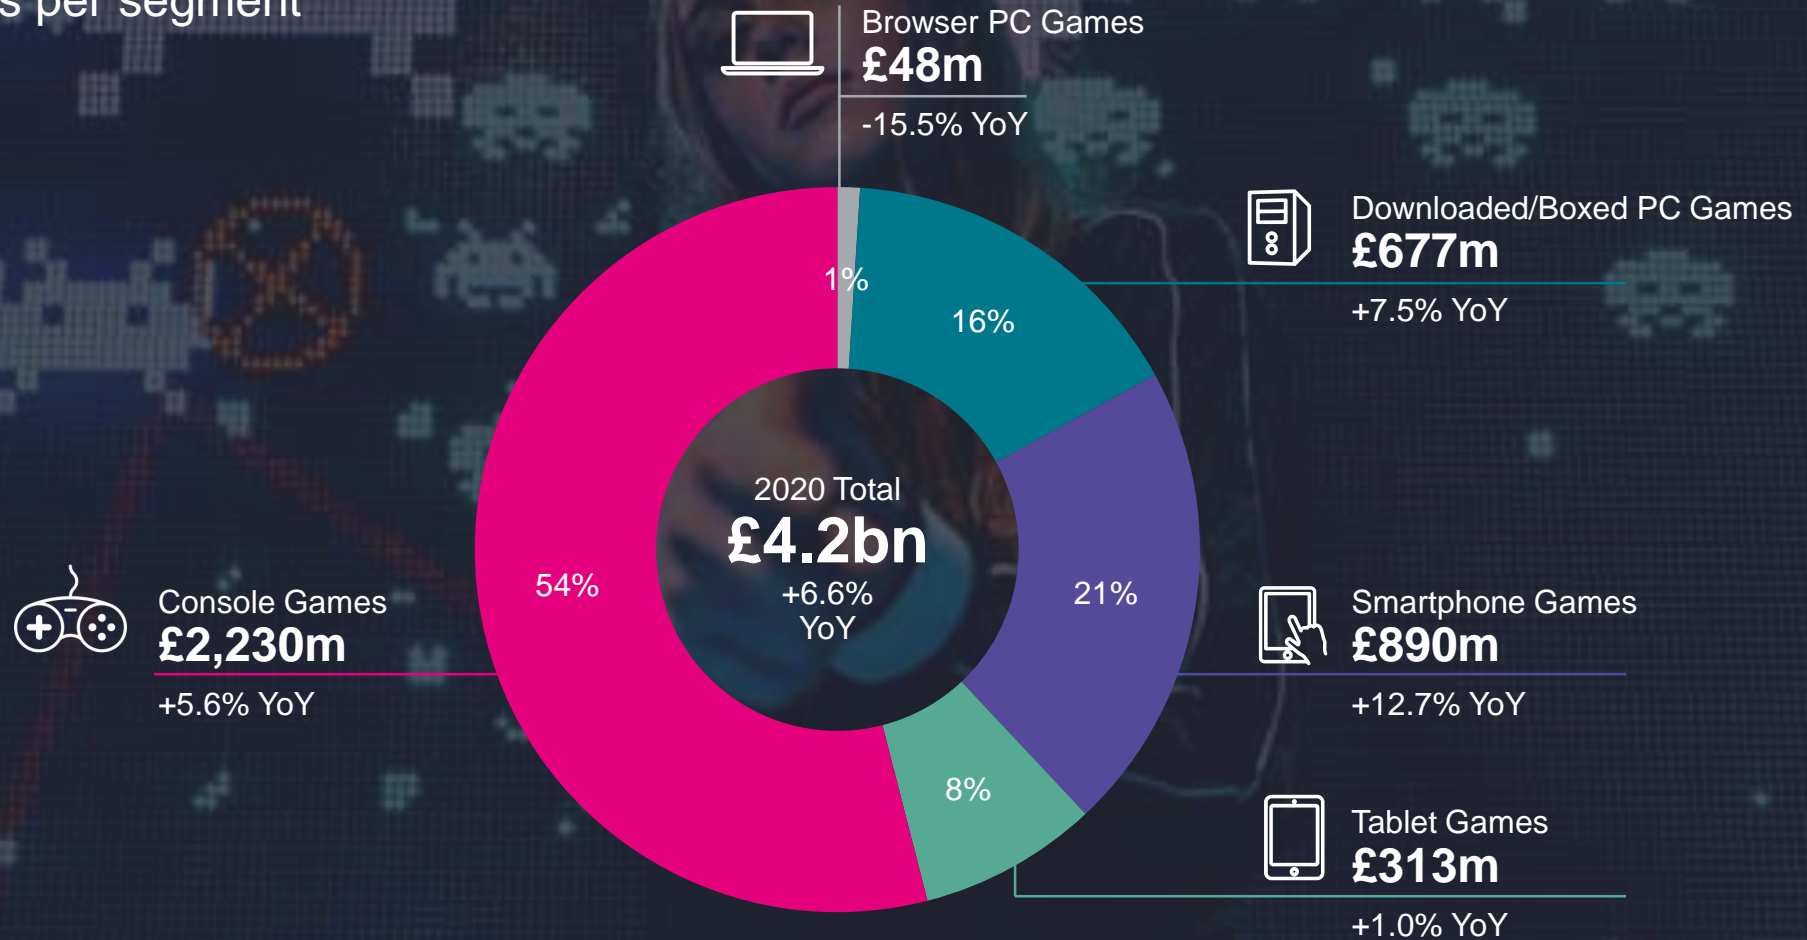 s per segment
Browser PC Games
£48m
-15.5% YoY
Downloaded/Boxed PC Games
£677m
+7.5% YoY
1%
16%
2020 Total
£4.2bn
+6.6%
YoY
54%
21%
Console Games
£2,230m
+5.6% YoY
Smartphone Games
£890m
+12.7% YoY
8%
Tablet Games
£313m
+1.0% YoY